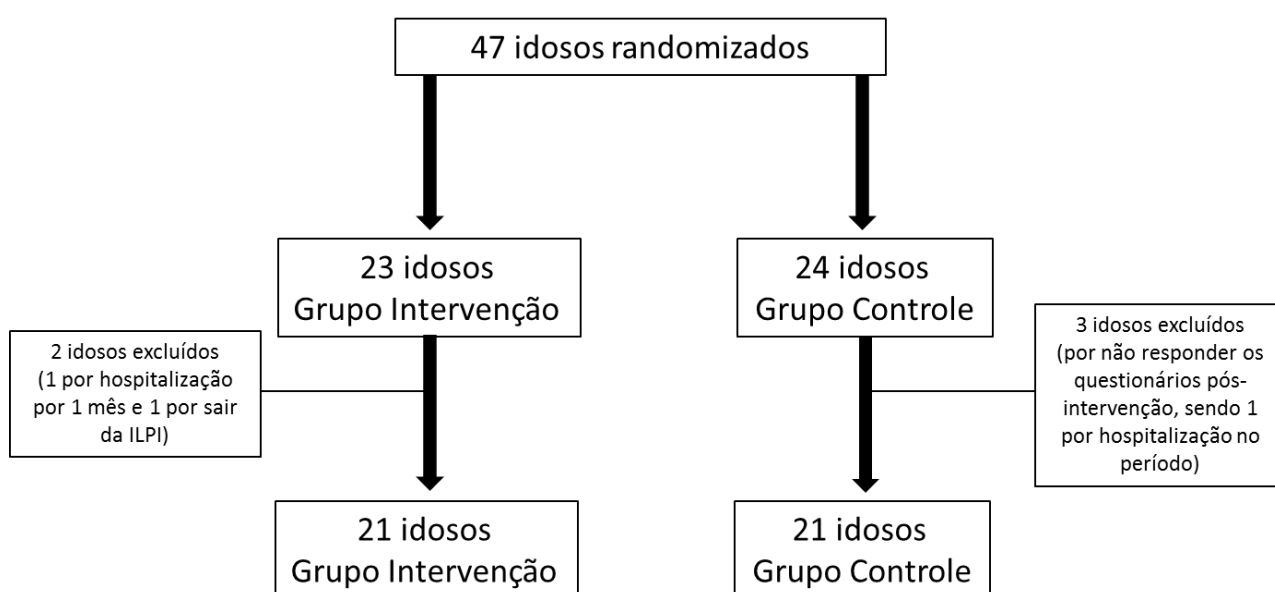 47 idosos randomizados
23 idosos
Grupo Intervenção
24 idosos
Grupo Controle
2 idosos excluídos
(1 por hospitalização
por 1 mês e 1 por sair
da ILPI)
3 idosos excluídos
(por não responder os
questionários pós-
intervenção, sendo 1
por hospitalização no
período)
21 idosos
Grupo Intervenção
21 idosos
Grupo Controle